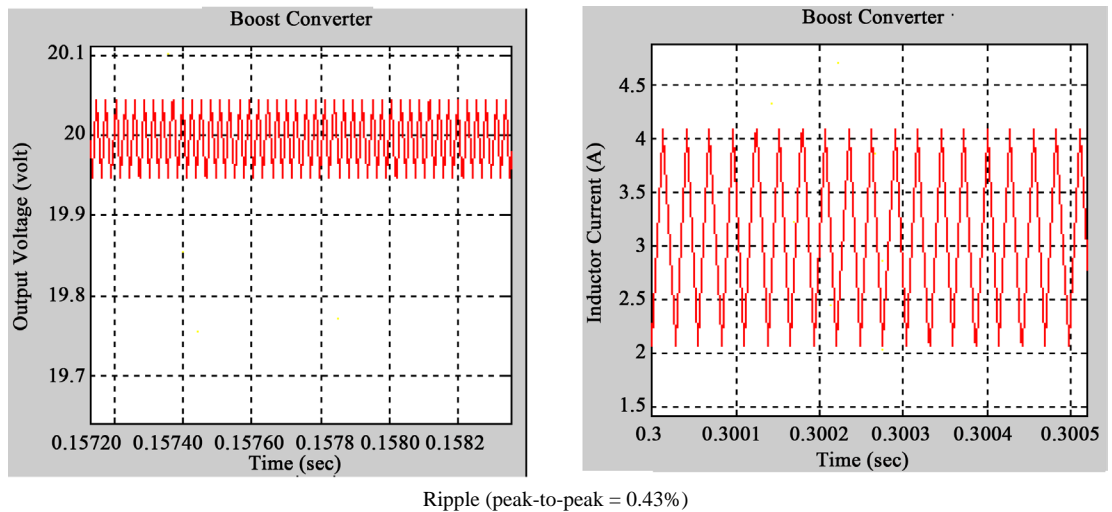 Boost Converter
Output Voltage (volt)
20.1
20
19.9
19.8
19.7
0.15720 0.15740 0.15760 0.1578 0.1580 0.1582
Time (sec)
Boost Converter
Inductor Current (A)
4.5
4
3.5
3
2.5
2
1.5
0.3 0.3001 0.3002 0.3003 0.3004 0.3005
Time (sec)
Ripple (peak-to-peak = 0.43%)